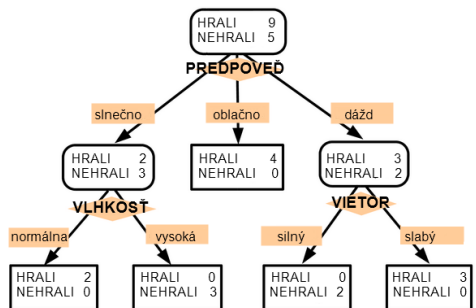 HRALI 9
NEHRALI 5
PREDPOVEĎ
slnečno oblačno dážd
HRALI 2
NEHRALI 3
HRALI 4
NEHRALI 0
HRALI 3
NEHRALI 2
VLHKOSŤ
VIETOR
normálna vysoká silný slabý
HRALI 2
NEHRALI 0
HRALI 0
NEHRALI 3
HRALI 0
NEHRALI 2
HRALI 3
NEHRALI 0